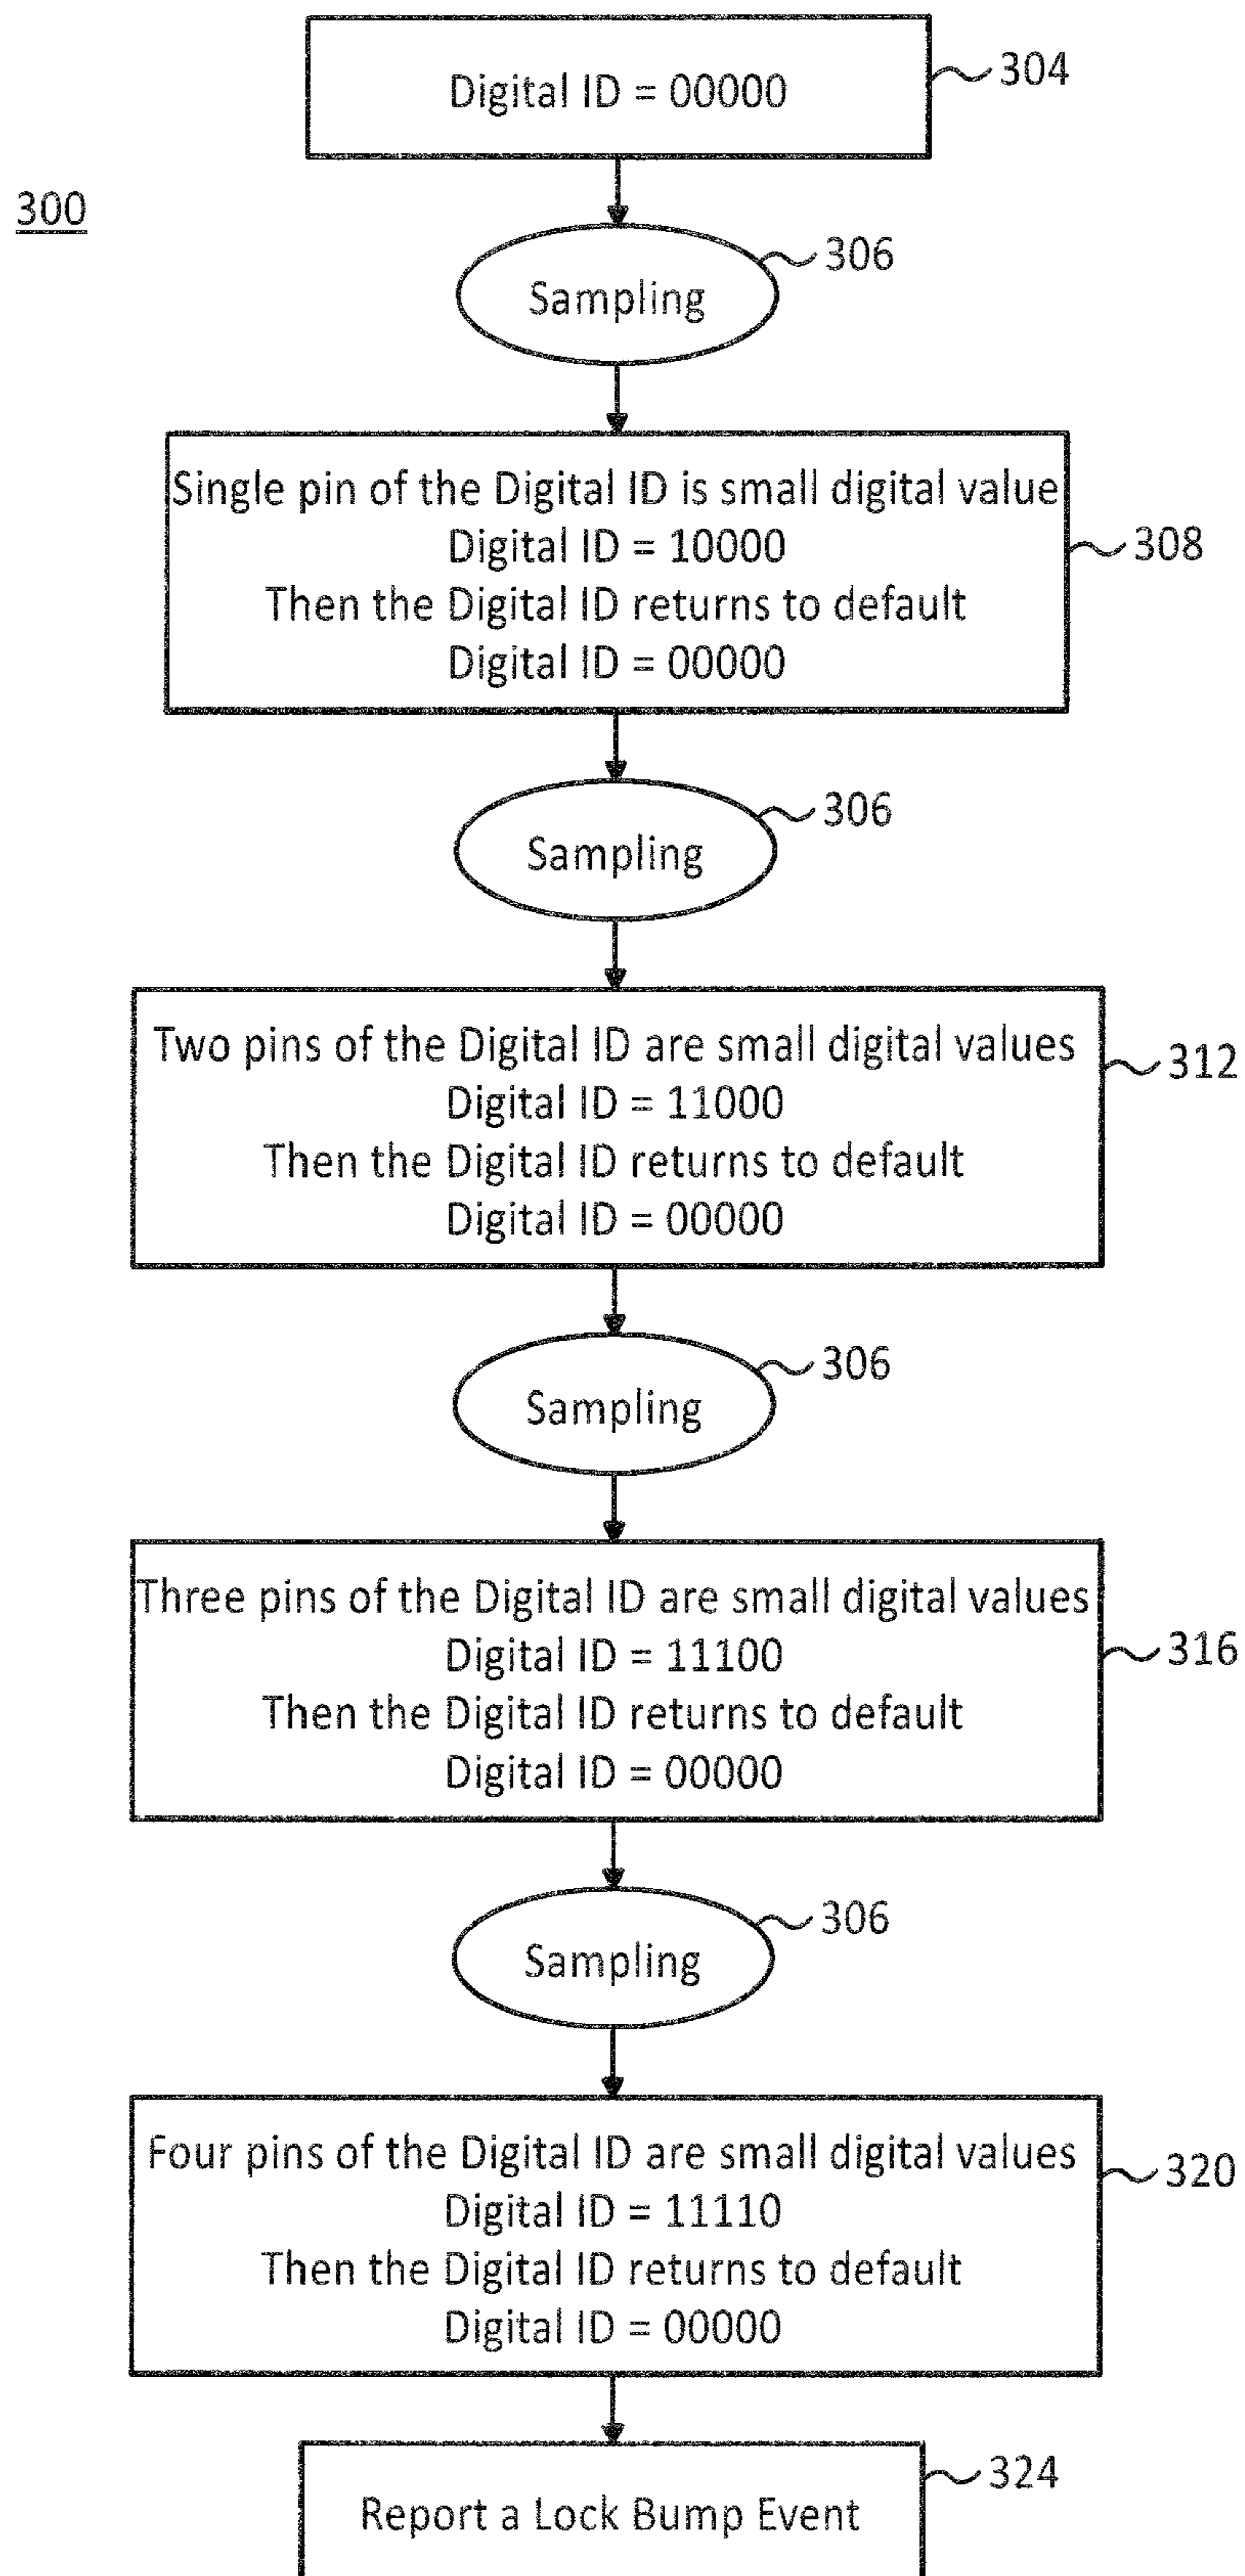 Digital ID = 00000
304
300
Sampling
306
Single pin of the Digital ID is small digital value
Digital ID = 10000
Then the Digital ID returns to default
Digital ID = 00000
308
Sampling
306
Two pins of the Digital ID are small digital values
Digital ID = 11000
Then the Digital ID returns to default
Digital ID = 00000
312
Sampling
306
Three pins of the Digital ID are small digital values
Digital ID = 11100
Then the Digital ID returns to default
Digital ID = 00000
316
Sampling
306
Four pins of the Digital ID are small digital values
Digital ID = 11110
Then the Digital ID returns to default
Digital ID = 00000
320
Report a Lock Bump Event
324